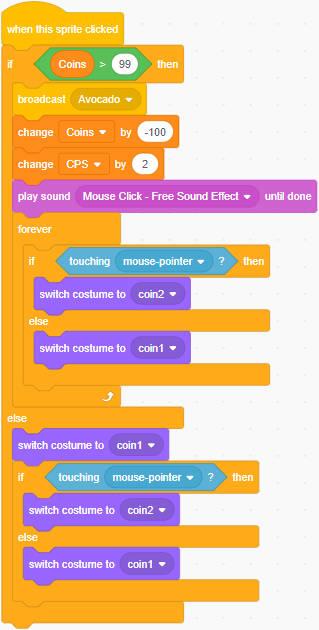 when this sprite clicked
if Coins > 99 then
broadcast Avocado
change Coins by -100
change CPS by 2
play sound Mouse Click - Free Sound Effect until done
forever
if touching mouse-pointer ? then
switch costume to coin2
else
switch costume to coin1
else
switch costume to coin1
if touching mouse-pointer ? then
switch costume to coin2
else
switch costume to coin1